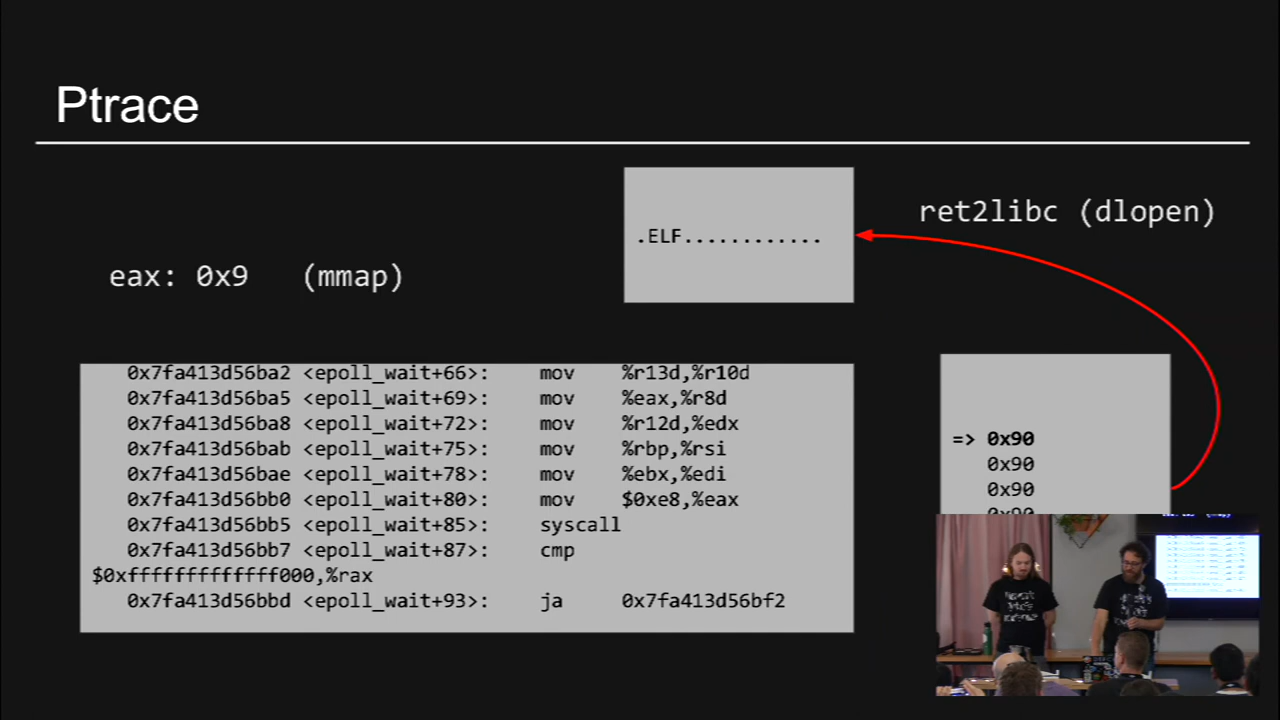 Ptrace
.ELF............
ret2libc (dlopen)
eax: 0x9 (mmap)
0x7fa413d56ba2 <epoll_wait+66>: mov %r13d,%r10d
0x7fa413d56ba5 <epoll_wait+69>: mov %eax,%r8d
0x7fa413d56ba8 <epoll_wait+72>: mov %r12d,%edx
0x7fa413d56bab <epoll_wait+75>: mov %rbp,%rsi
0x7fa413d56bae <epoll_wait+78>: mov %ebx,%edi
0x7fa413d56bb0 <epoll_wait+80>: mov $0xe8,%eax
0x7fa413d56bb5 <epoll_wait+85>: syscall
0x7fa413d56bb7 <epoll_wait+87>: cmp
$0xfffffffffffff000,%rax
0x7fa413d56bbd <epoll_wait+93>: ja 0x7fa413d56bf2
=> 0x90
0x90
0x90
0x90